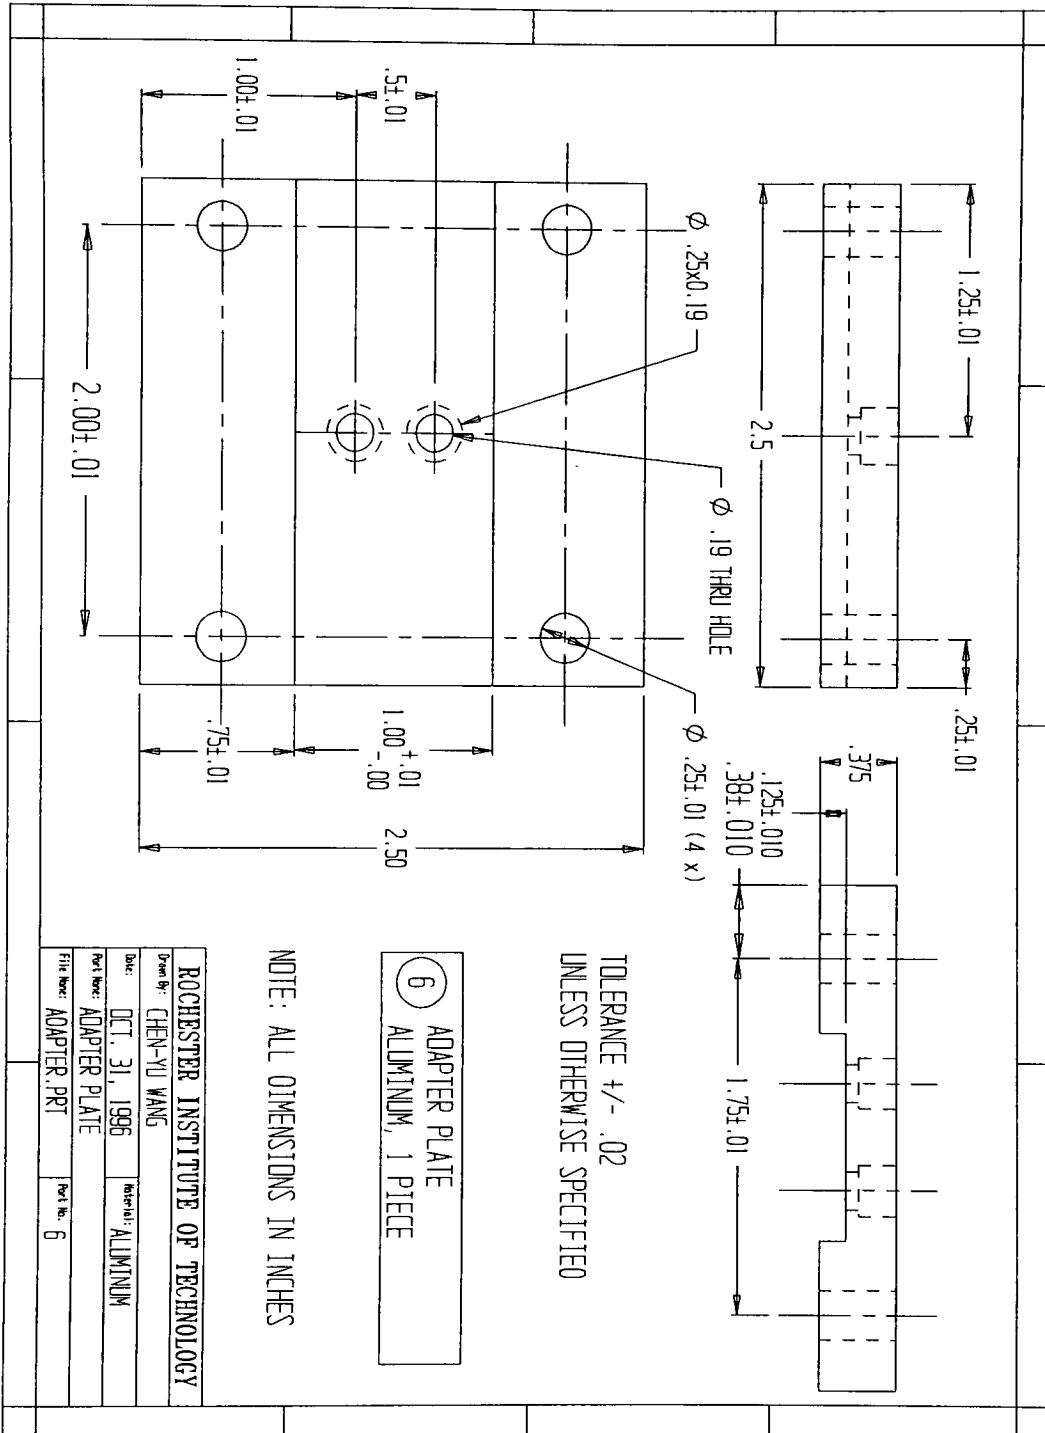 1.25±.01
2.5
.25±.01
.375
.125±.010
.38±.010
1.75±.01
Ø .25x0.19
Ø .19 THRU HOLE
Ø .25±.01 (4 x)
.5±.01
1.00±.01
2.00±.01
.75±.01
1.00 +.01
-.00
2.50
TOLERANCE +/- .02
UNLESS OTHERWISE SPECIFIED
6 ADAPTER PLATE
ALUMINUM, 1 PIECE
NOTE: ALL DIMENSIONS IN INCHES
ROCHESTER INSTITUTE OF TECHNOLOGY
Drawn By: CHEN-YU WANG
Date: OCT. 31, 1996 Material: ALUMINUM
Part Name: ADAPTER PLATE
File Name: ADAPTER.PRT Part No. 6